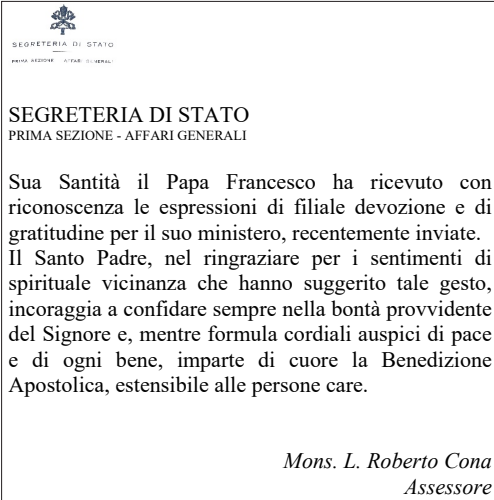 SEGRETERIA DI STATO
PRIMA SEZIONE - AFFARI GENERALI
SEGRETERIA DI STATO
PRIMA SEZIONE - AFFARI GENERALI
Sua Santità il Papa Francesco ha ricevuto con
riconoscenza le espressioni di filiale devozione e di
gratitudine per il suo ministero, recentemente inviate.
Il Santo Padre, nel ringraziare per i sentimenti di
spirituale vicinanza che hanno suggerito tale gesto,
incoraggia a confidare sempre nella bontà provvidente
del Signore e, mentre formula cordiali auspici di pace
e di ogni bene, imparte di cuore la Benedizione
Apostolica, estensibile alle persone care.
Mons. L. Roberto Cona
Assessore